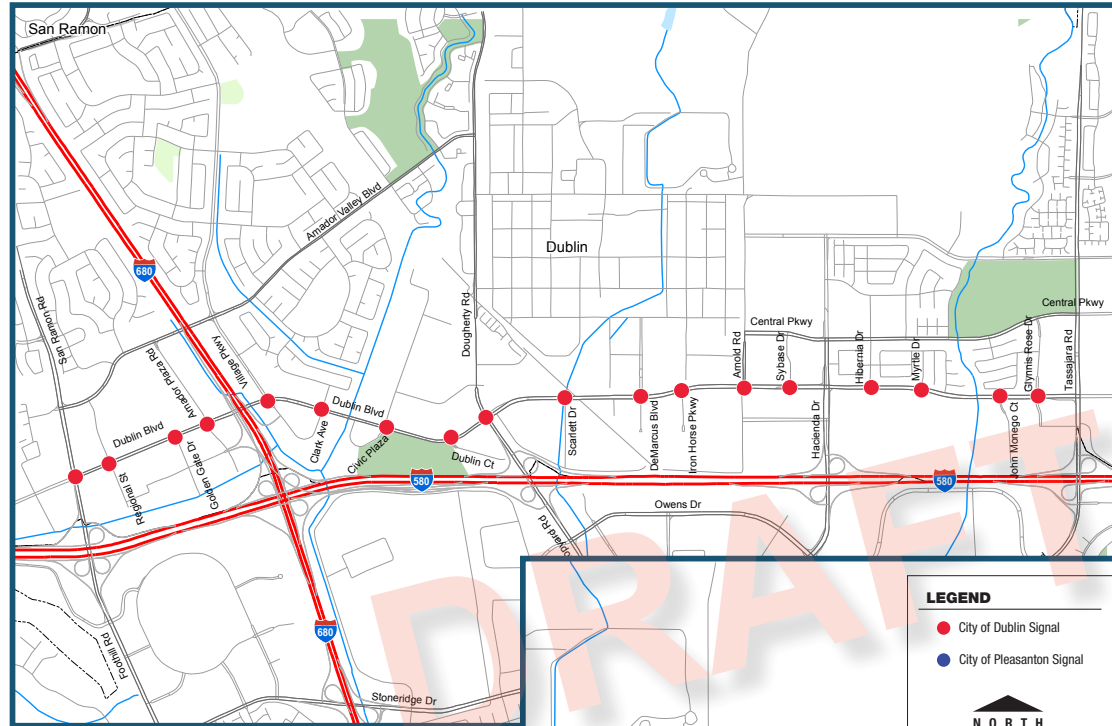 San Ramon
Amador Valley Blvd
Dublin
Dougherty Rd
680
San Ramon Rd
Amador Plaza Rd
Village Pkwy
Central Pkwy
Central Pkwy
Arnold Rd
Sybase Dr
Hibernia Dr
Myrtle Dr
Glynnis Rose Dr
Tassajara Rd
Dublin Blvd
Dublin Blvd
Regional St
Golden Gate Dr
Clark Ave
Civic Plaza
Dublin Ct
Scarlett Dr
DeMarcus Blvd
Iron Horse Pkwy
Hacienda Dr
John Monego Ct
580
580
Owens Dr
680
Foothill Rd
Stoneridge Dr
DRAFT
LEGEND
City of Dublin Signal
City of Pleasanton Signal
NORTH